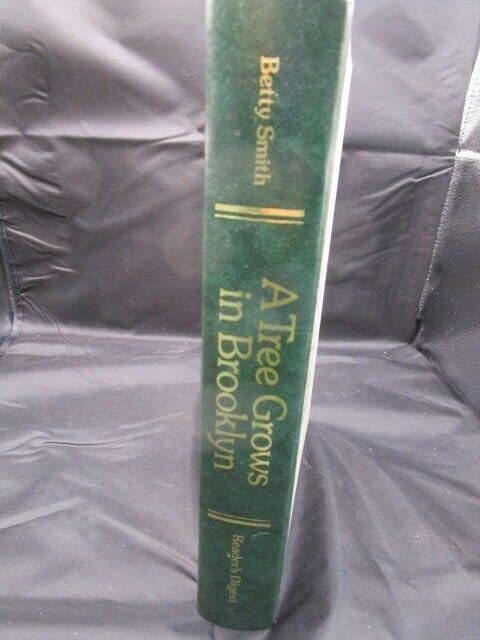 Betty Smith
A Tree Grows
in Brooklyn
Reader's Digest